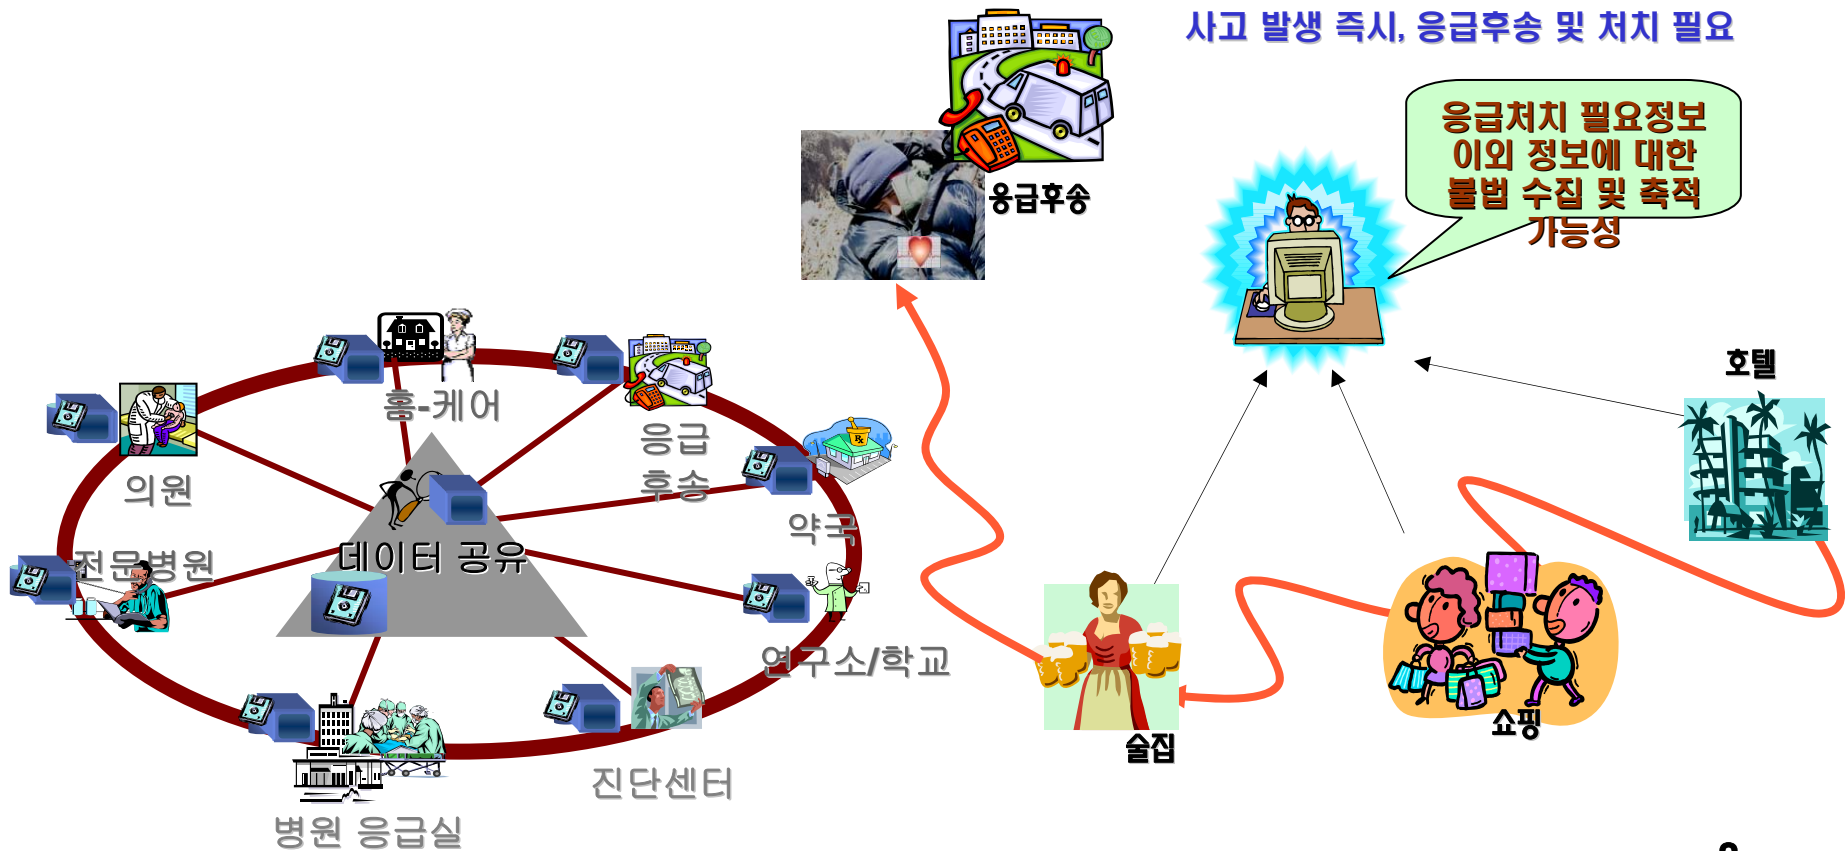 사고 발생 즉시, 응급후송 및 처치 필요
응급처치 필요정보
이외 정보에 대한
불법 수집 및 축적
가능성
응급후송
호텔
홈-케어
응급
후송
의원
약국
전문병원
데이터 공유
연구소/학교
쇼핑
술집
진단센터
병원 응급실